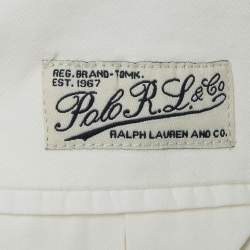 REG. BRAND-TDMK.
EST. 1967
Polo R.L. & Co
RALPH LAUREN AND CO.